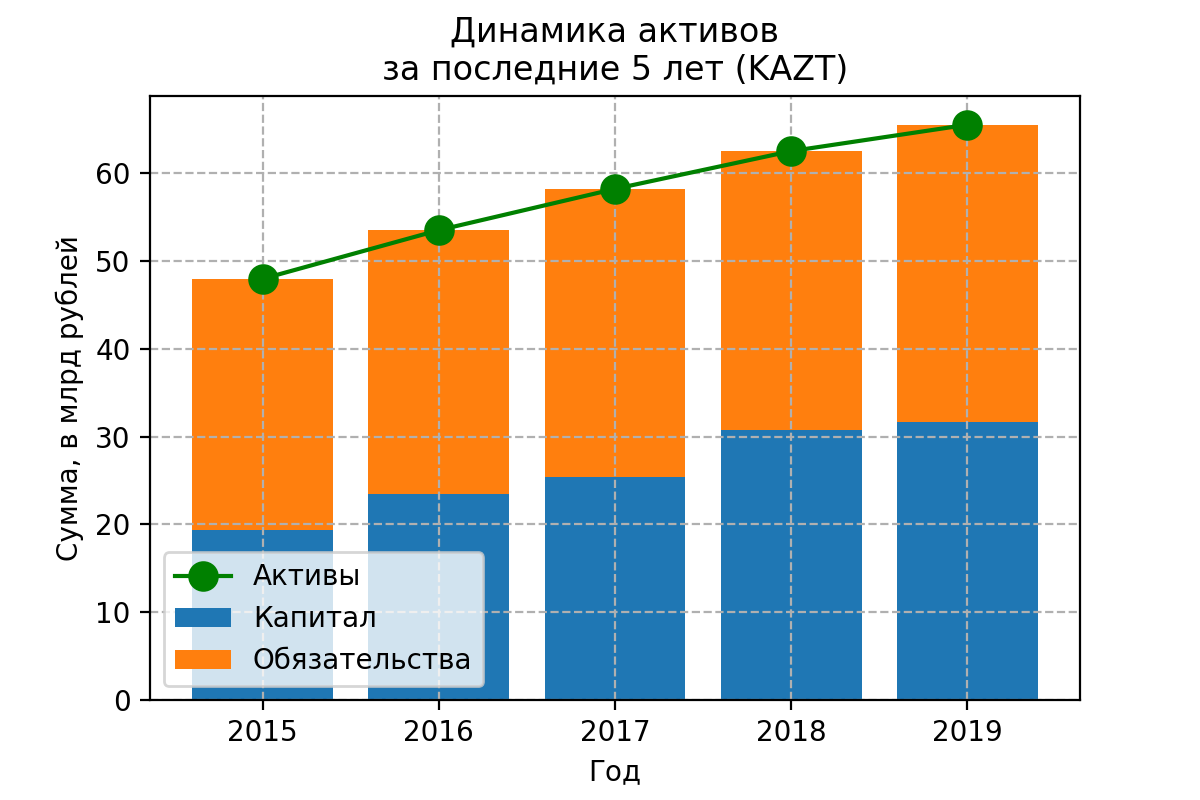 Динамика активов
за последние 5 лет (KAZT)
Сумма, в млрд рублей
60
50
40
30
20
10
0
Активы
Капитал
Обязательства
2015 2016 2017 2018 2019
Год